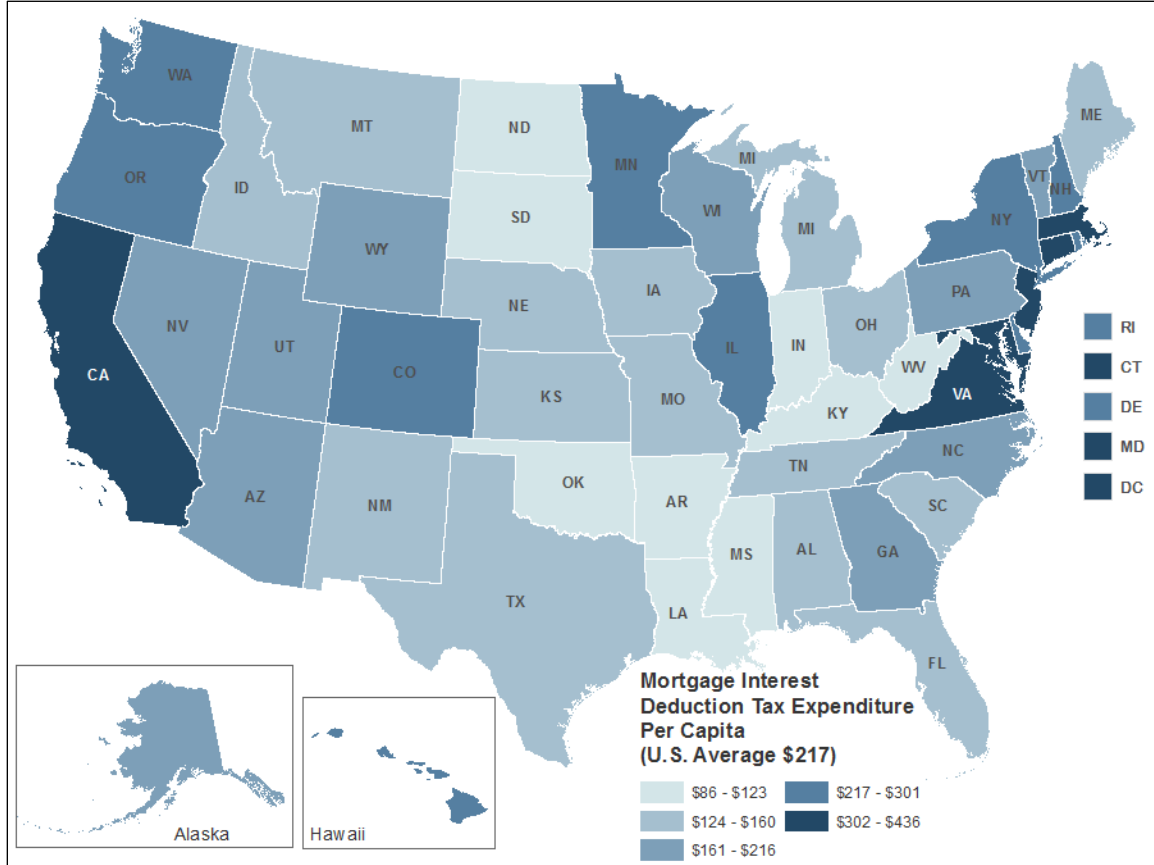 WA
MT
ND
MN
MI
ME
VT
NH
OR
ID
SD
WI
NY
MI
WY
IA
PA
NE
OH
NV
UT
CO
IL
IN
WV
CA
KS
MO
KY
VA
TN
NC
AZ
NM
OK
AR
SC
MS
AL
GA
TX
LA
FL
RI
CT
DE
MD
DC
Alaska
Hawaii
Mortgage Interest
Deduction Tax Expenditure
Per Capita
(U.S. Average $217)
$86 - $123
$217 - $301
$124 - $160
$302 - $436
$161 - $216